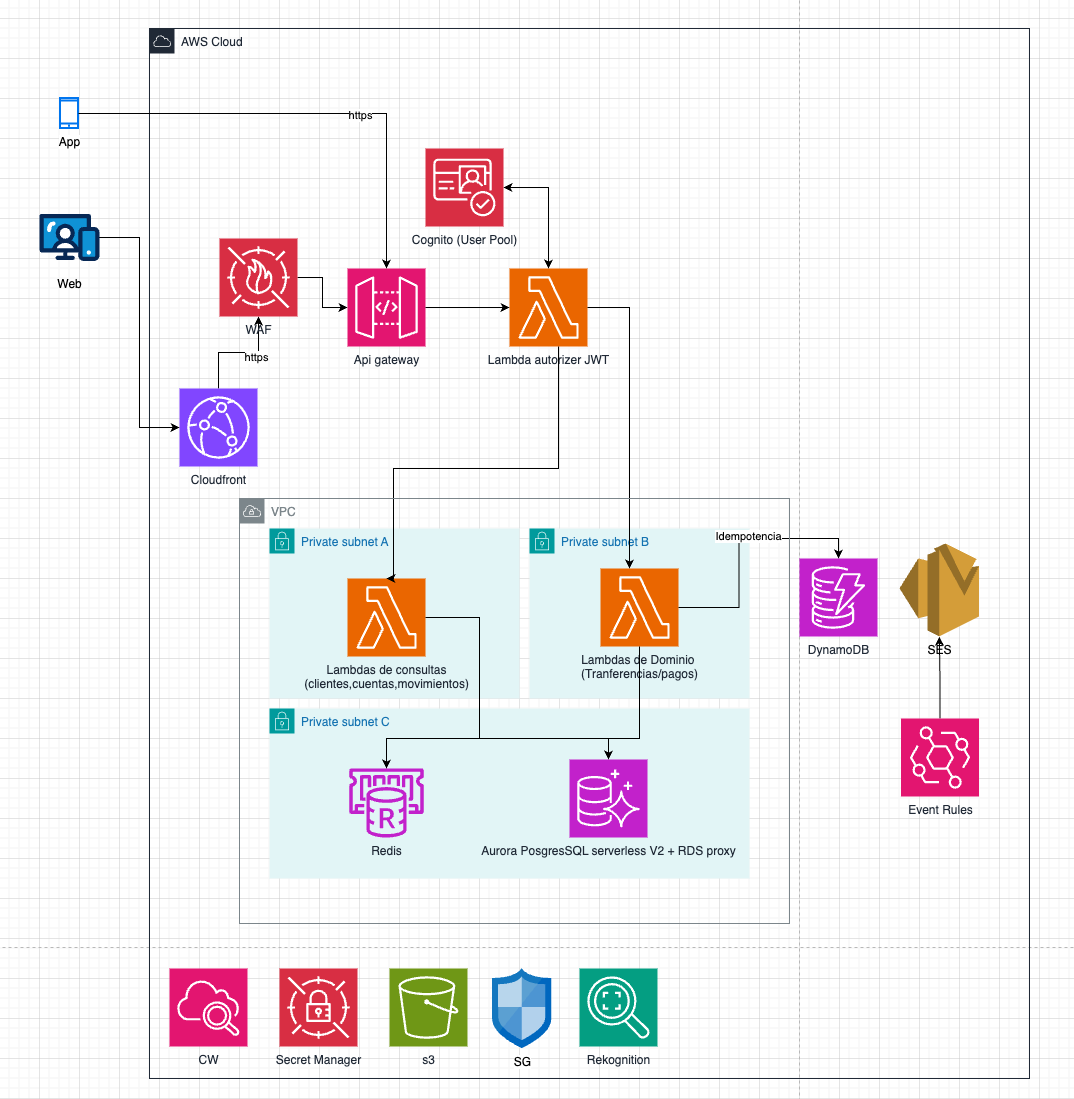 AWS Cloud
https
App
Cognito (User Pool)
Web
WAF
https
Api gateway
Lambda autorizer JWT
Cloudfront
VPC
Private subnet A
Private subnet B
Idempotencia
DynamoDB
SES
Lambdas de consultas
(clientes,cuentas,movimientos)
Lambdas de Dominio
(Tranferencias/pagos)
Private subnet C
R
Redis
Aurora PosgresSQL serverless V2 + RDS proxy
Event Rules
CW
Secret Manager
s3
SG
Rekognition